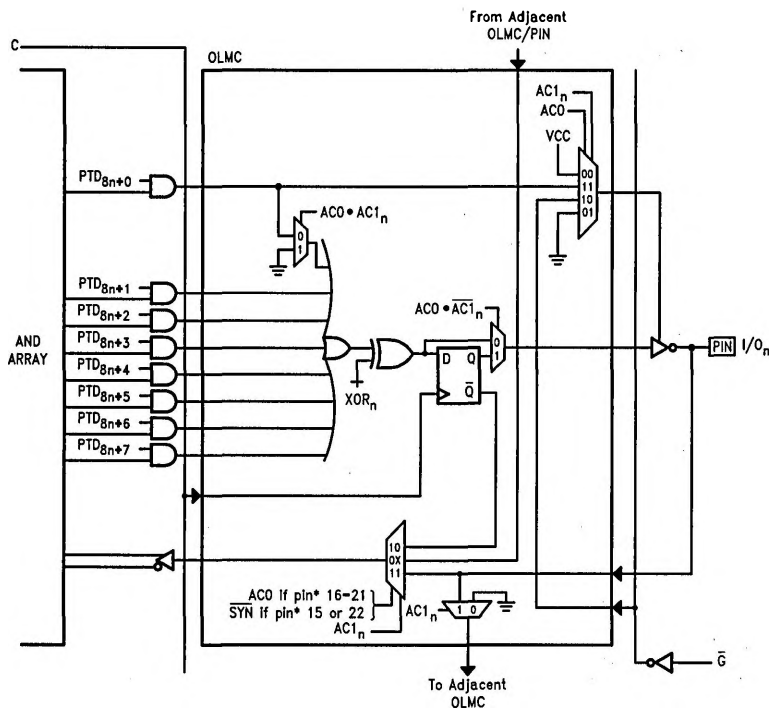 From Adjacent
OLMC/PIN
C
OLMC
AC1n
AC0
VCC
00
11
10
01
PTD8n+0
AC0 • AC1n
0
1
PTD8n+1
PTD8n+2
PTD8n+3
PTD8n+4
PTD8n+5
PTD8n+6
PTD8n+7
AND
ARRAY
AC0 • A̅C̅1̅n
0
1
D Q
Q̅
XORn
PIN I/On
10
0X
11
AC0 if pin* 16-21
S̅Y̅N̅ if pin* 15 or 22
AC1n
AC1n
1 0
G̅
To Adjacent
OLMC